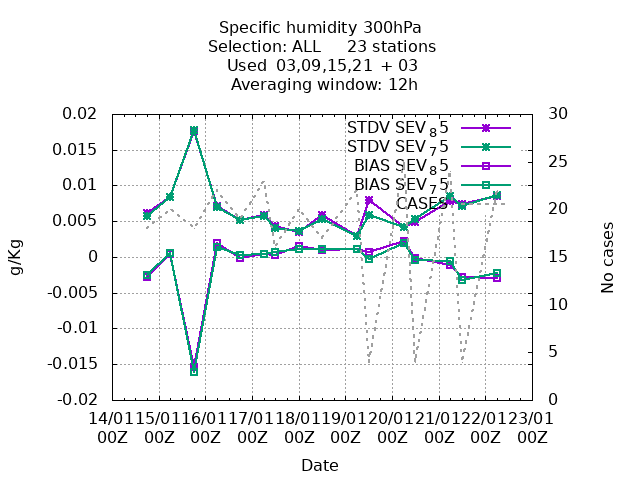 Specific humidity 300hPa
Selection: ALL     23 stations
Used 03,09,15,21 + 03
Averaging window: 12h
STDV SEV_8 5
STDV SEV_7 5
BIAS SEV_8 5
BIAS SEV_7 5
CASES
g/Kg
0.02
0.015
0.01
0.005
0
-0.005
-0.01
-0.015
-0.02
No cases
30
25
20
15
10
5
0
14/01 15/01 16/01 17/01 18/01 19/01 20/01 21/01 22/01 23/01
00Z 00Z 00Z 00Z 00Z 00Z 00Z 00Z 00Z 00Z
Date